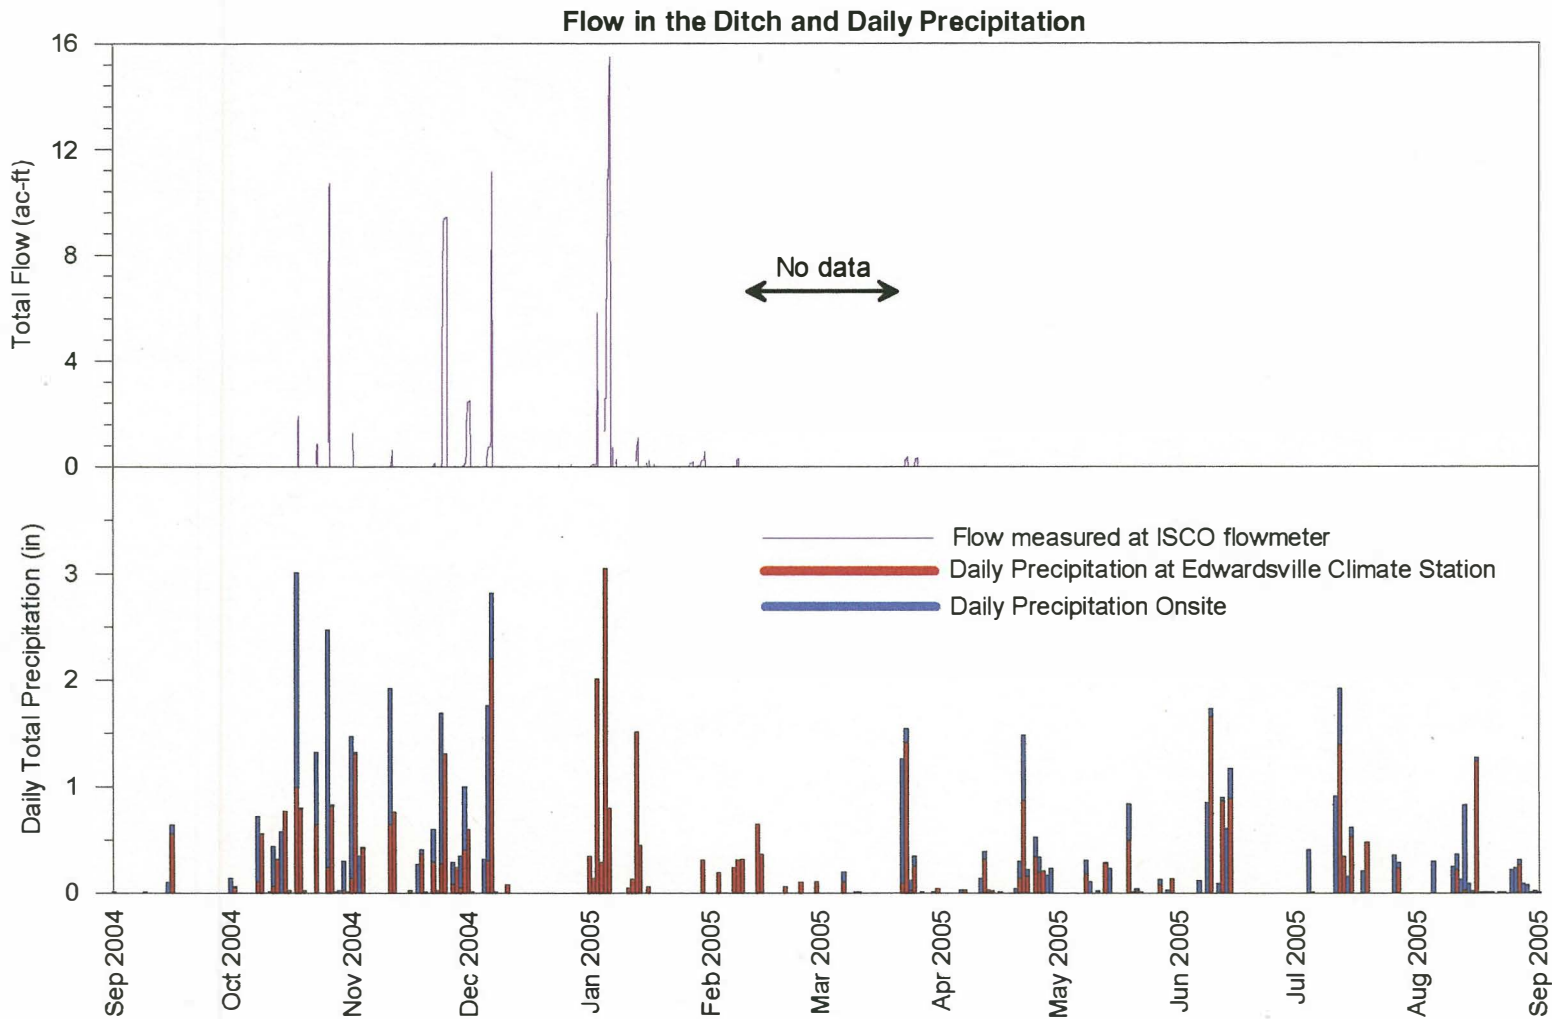 Flow in the Ditch and Daily Precipitation
Total Flow (ac-ft)
16
12
8
4
0
No data
Daily Total Precipitation (in)
3
2
1
0
Flow measured at ISCO flowmeter
Daily Precipitation at Edwardsville Climate Station
Daily Precipitation Onsite
Sep 2004
Oct 2004
Nov 2004
Dec 2004
Jan 2005
Feb 2005
Mar 2005
Apr 2005
May 2005
Jun 2005
Jul 2005
Aug 2005
Sep 2005